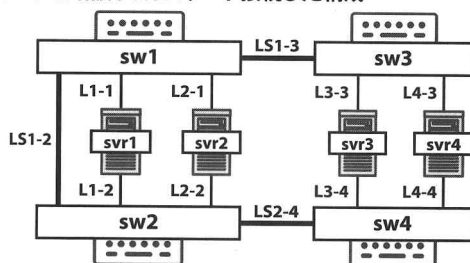 sw1
LS1-3
sw3
L1-1
L2-1
L3-3
L4-3
LS1-2
svr1
svr2
svr3
svr4
L1-2
L2-2
L3-4
L4-4
sw2
LS2-4
sw4